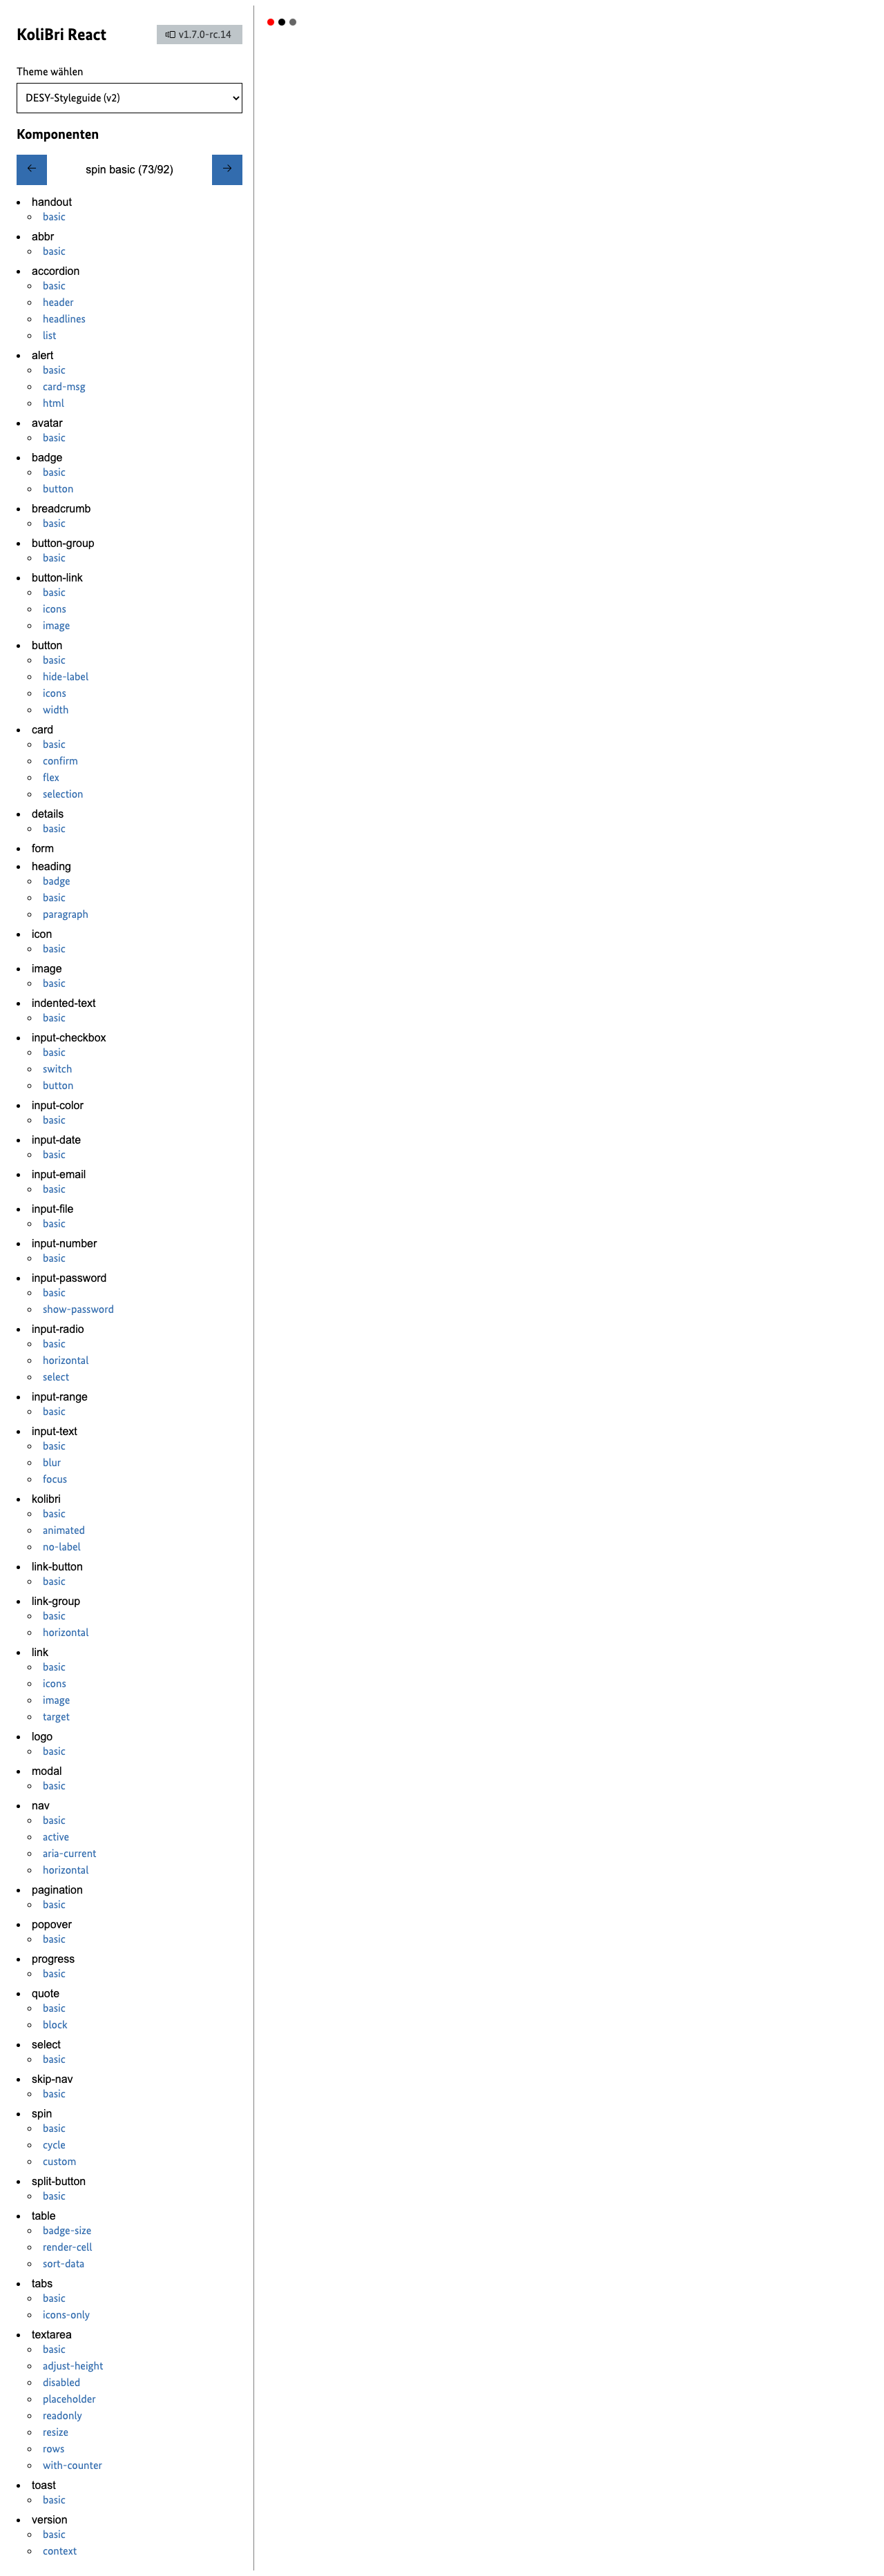 KoliBri React
v1.7.0-rc.14
Theme wählen
DESY-Styleguide (v2)
Komponenten
← spin basic (73/92) →
handout
basic
abbr
basic
accordion
basic
header
headlines
list
alert
basic
card-msg
html
avatar
basic
badge
basic
button
breadcrumb
basic
button-group
basic
button-link
basic
icons
image
button
basic
hide-label
icons
width
card
basic
confirm
flex
selection
details
basic
form
heading
badge
basic
paragraph
icon
basic
image
basic
indented-text
basic
input-checkbox
basic
switch
button
input-color
basic
input-date
basic
input-email
basic
input-file
basic
input-number
basic
input-password
basic
show-password
input-radio
basic
horizontal
select
input-range
basic
input-text
basic
blur
focus
kolibri
basic
animated
no-label
link-button
basic
link-group
basic
horizontal
link
basic
icons
image
target
logo
basic
modal
basic
nav
basic
active
aria-current
horizontal
pagination
basic
popover
basic
progress
basic
quote
basic
block
select
basic
skip-nav
basic
spin
basic
cycle
custom
split-button
basic
table
badge-size
render-cell
sort-data
tabs
basic
icons-only
textarea
basic
adjust-height
disabled
placeholder
readonly
resize
rows
with-counter
toast
basic
version
basic
context